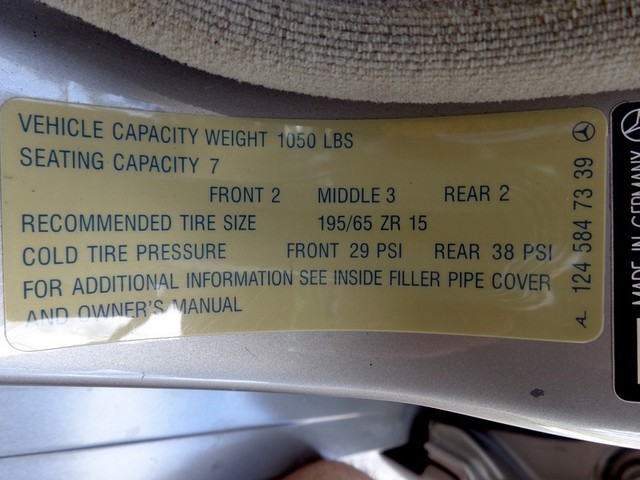 VEHICLE CAPACITY WEIGHT 1050 LBS
SEATING CAPACITY 7
FRONT 2 MIDDLE 3 REAR 2
RECOMMENDED TIRE SIZE 195/65 ZR 15
COLD TIRE PRESSURE FRONT 29 PSI REAR 38 PSI
FOR ADDITIONAL INFORMATION SEE INSIDE FILLER PIPE COVER
AND OWNER'S MANUAL
A 124 584 73 39
MADE IN GERMANY